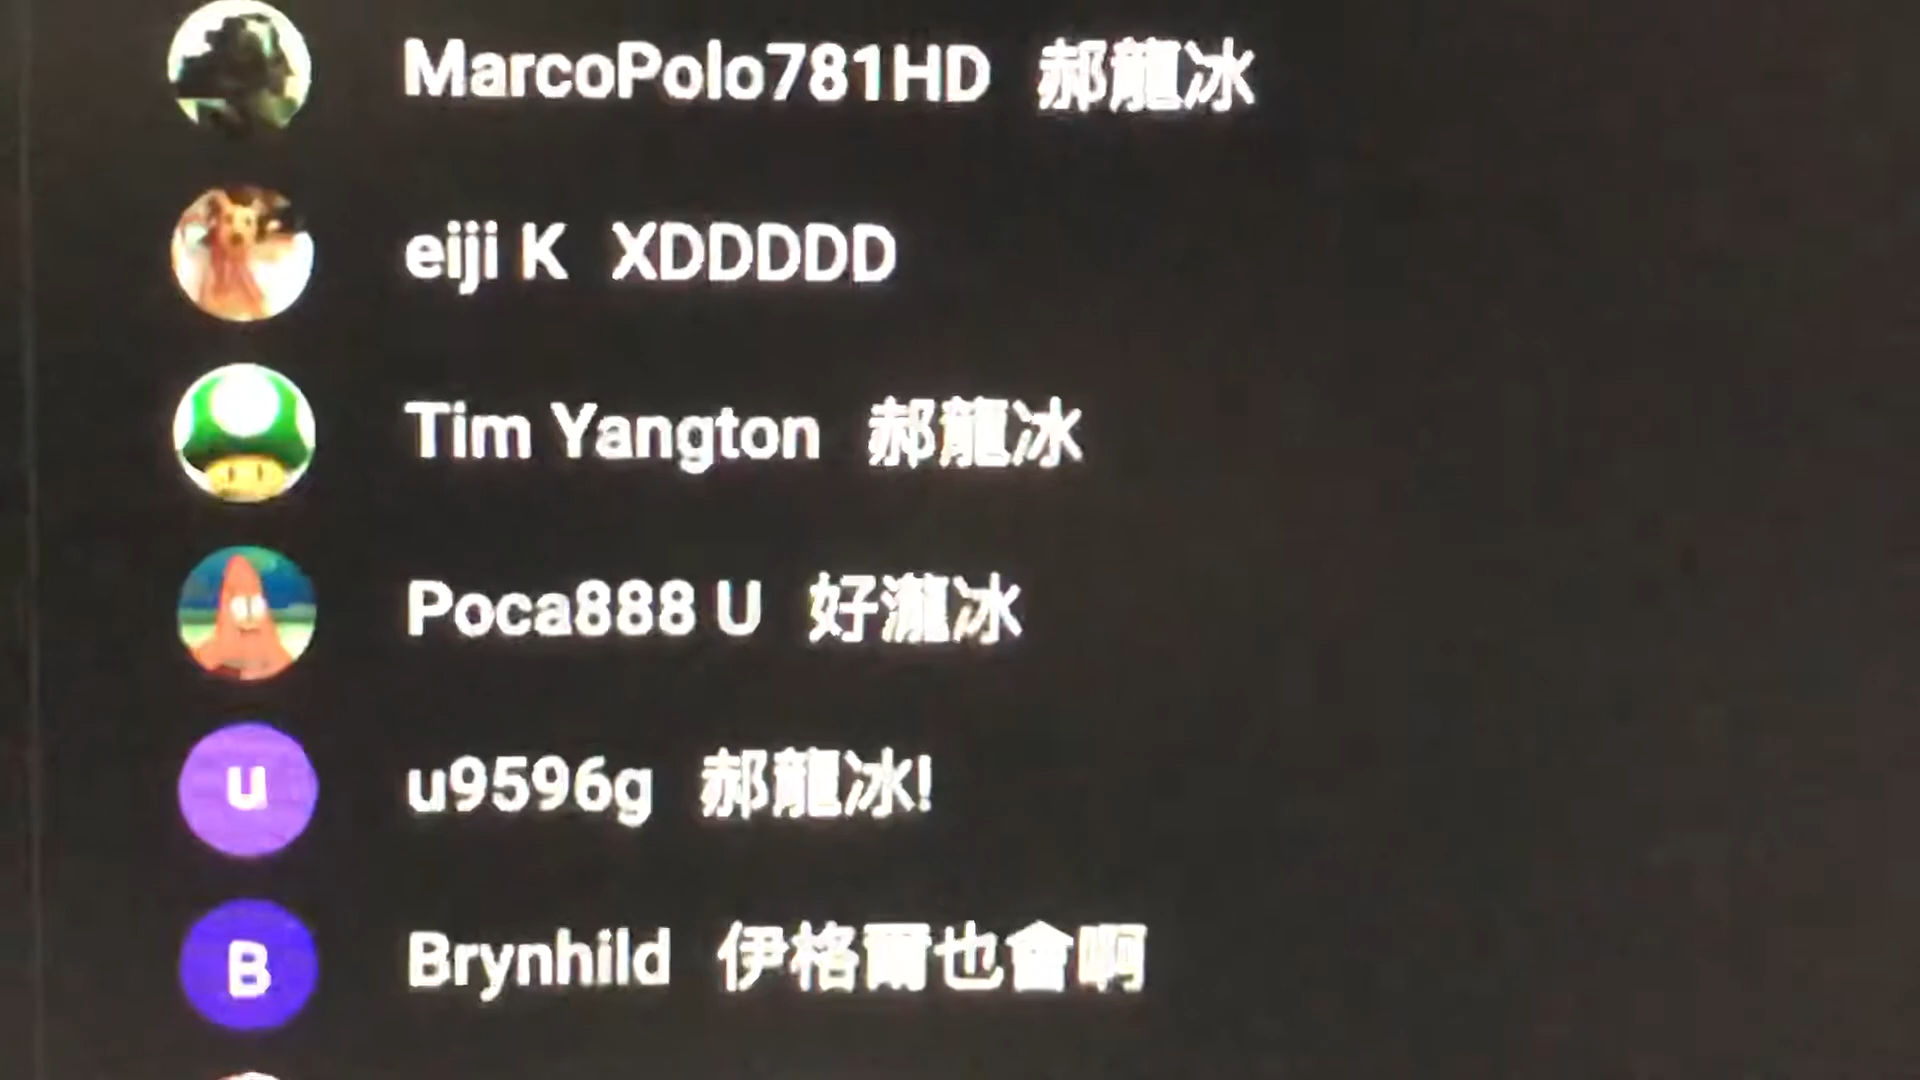 MarcoPolo781HD 郝龍冰
eiji K XDDDDD
Tim Yangton 郝龍冰
Poca888 U 好瀧冰
u
u9596g 郝龍冰!
B
Brynhild 伊格爾也會啊